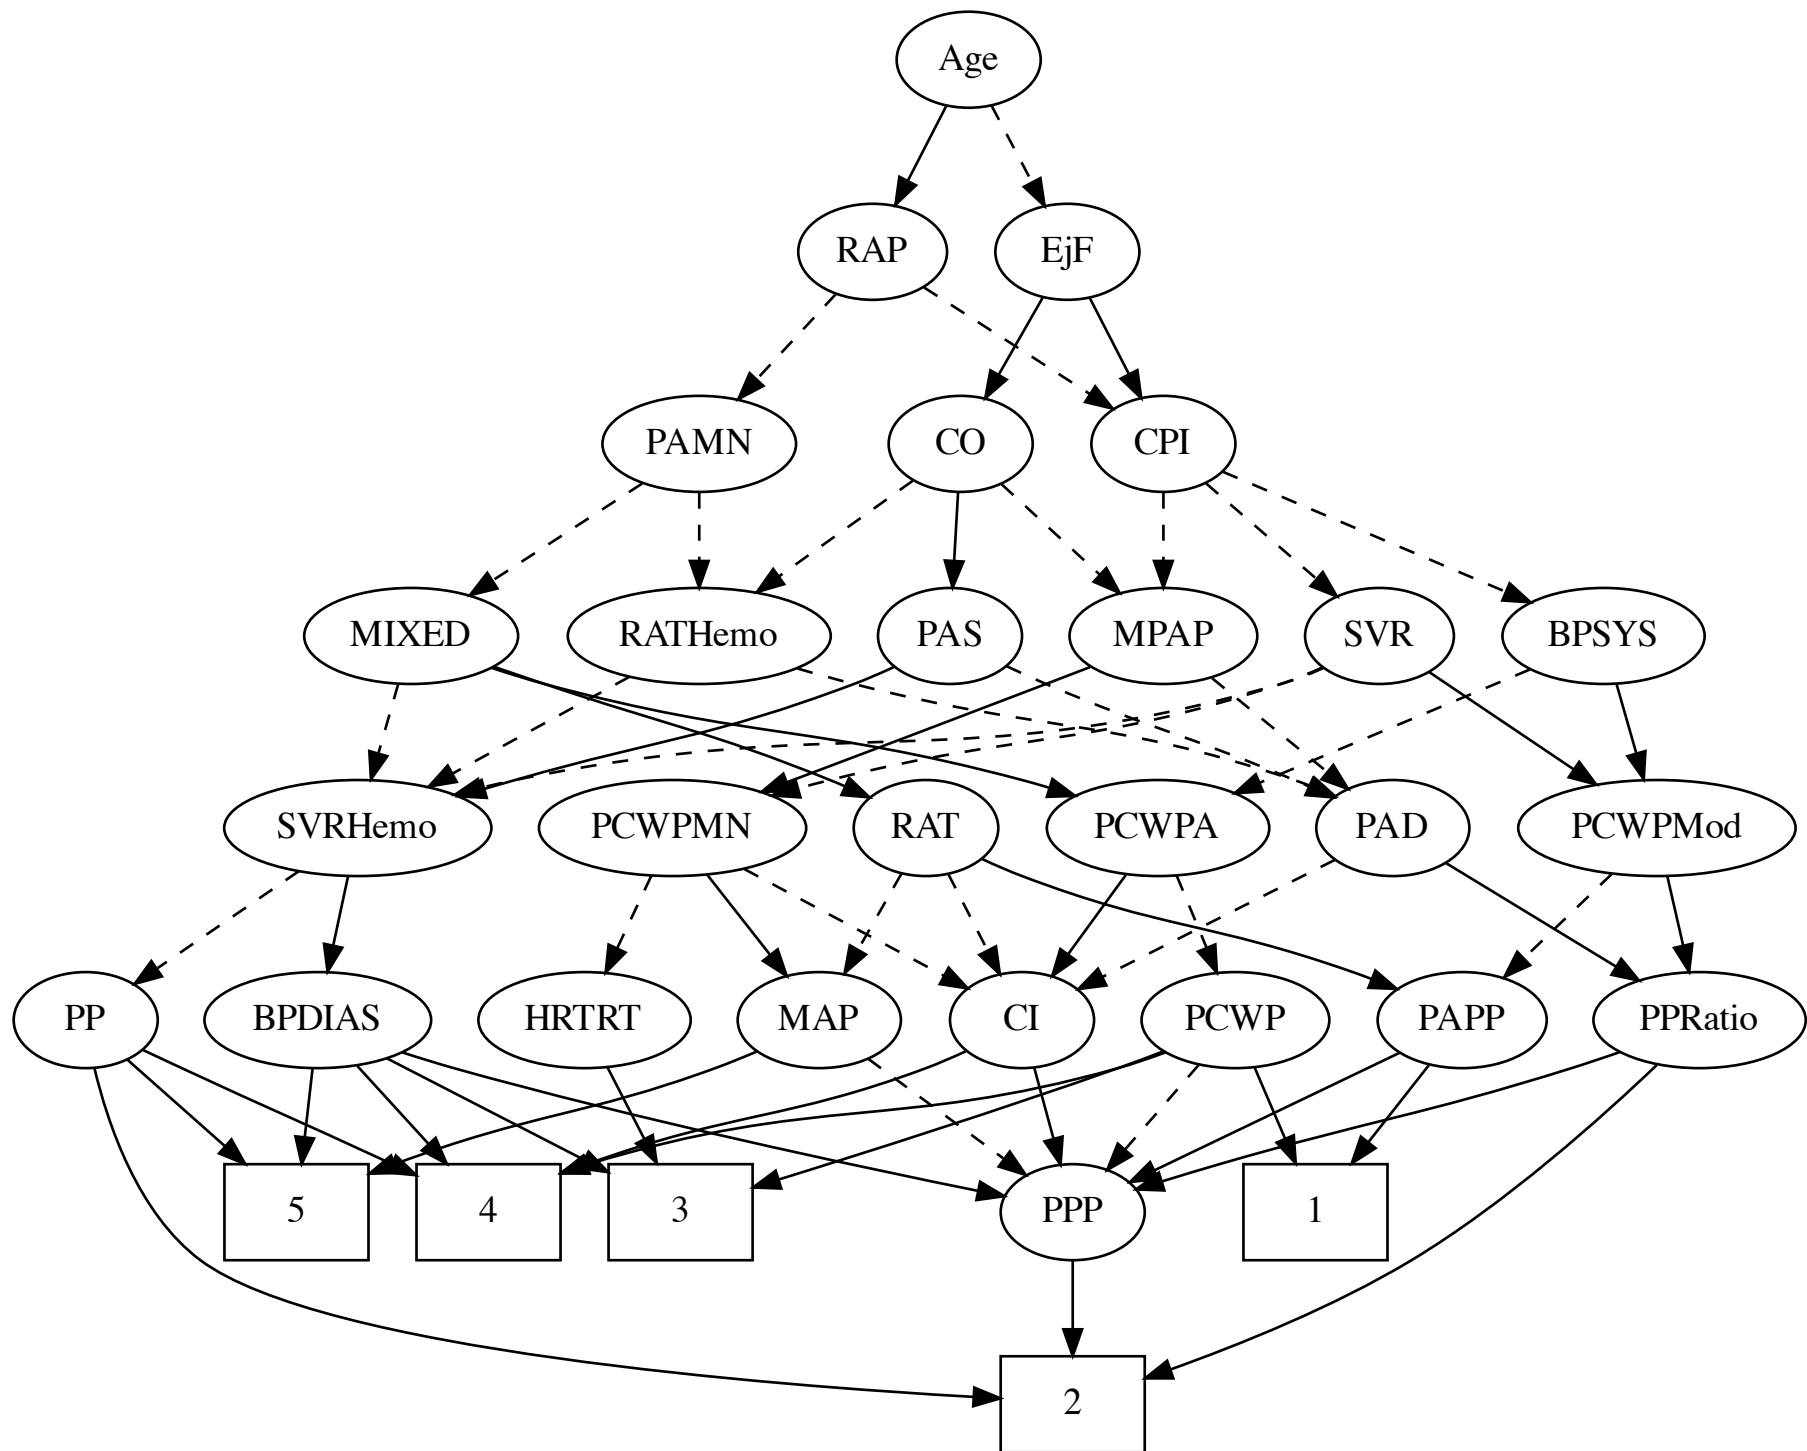 Age
RAP
EjF
PAMN
CO
CPI
MIXED
RATHemo
PAS
MPAP
SVR
BPSYS
SVRHemo
PCWPMN
RAT
PCWPA
PAD
PCWPMod
PP
BPDIAS
HRTRT
MAP
CI
PCWP
PAPP
PPRatio
5
4
3
PPP
1
2